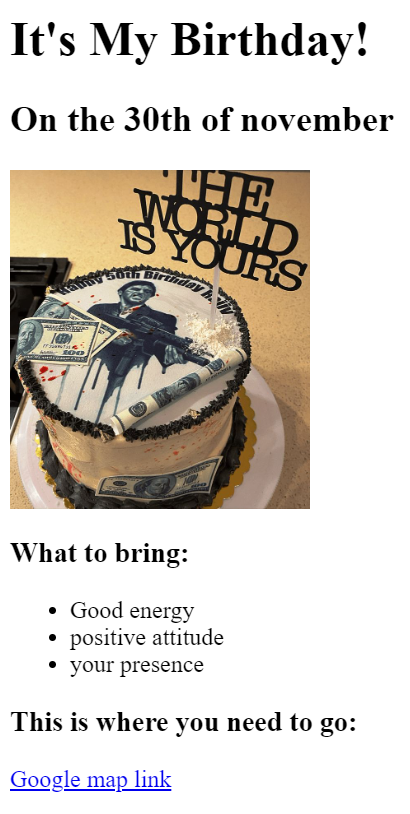 It's My Birthday!
On the 30th of november
THE
WORLD
IS YOURS
Happy 50th Birthday
100
What to bring:
Good energy
positive attitude
your presence
This is where you need to go:
Google map link